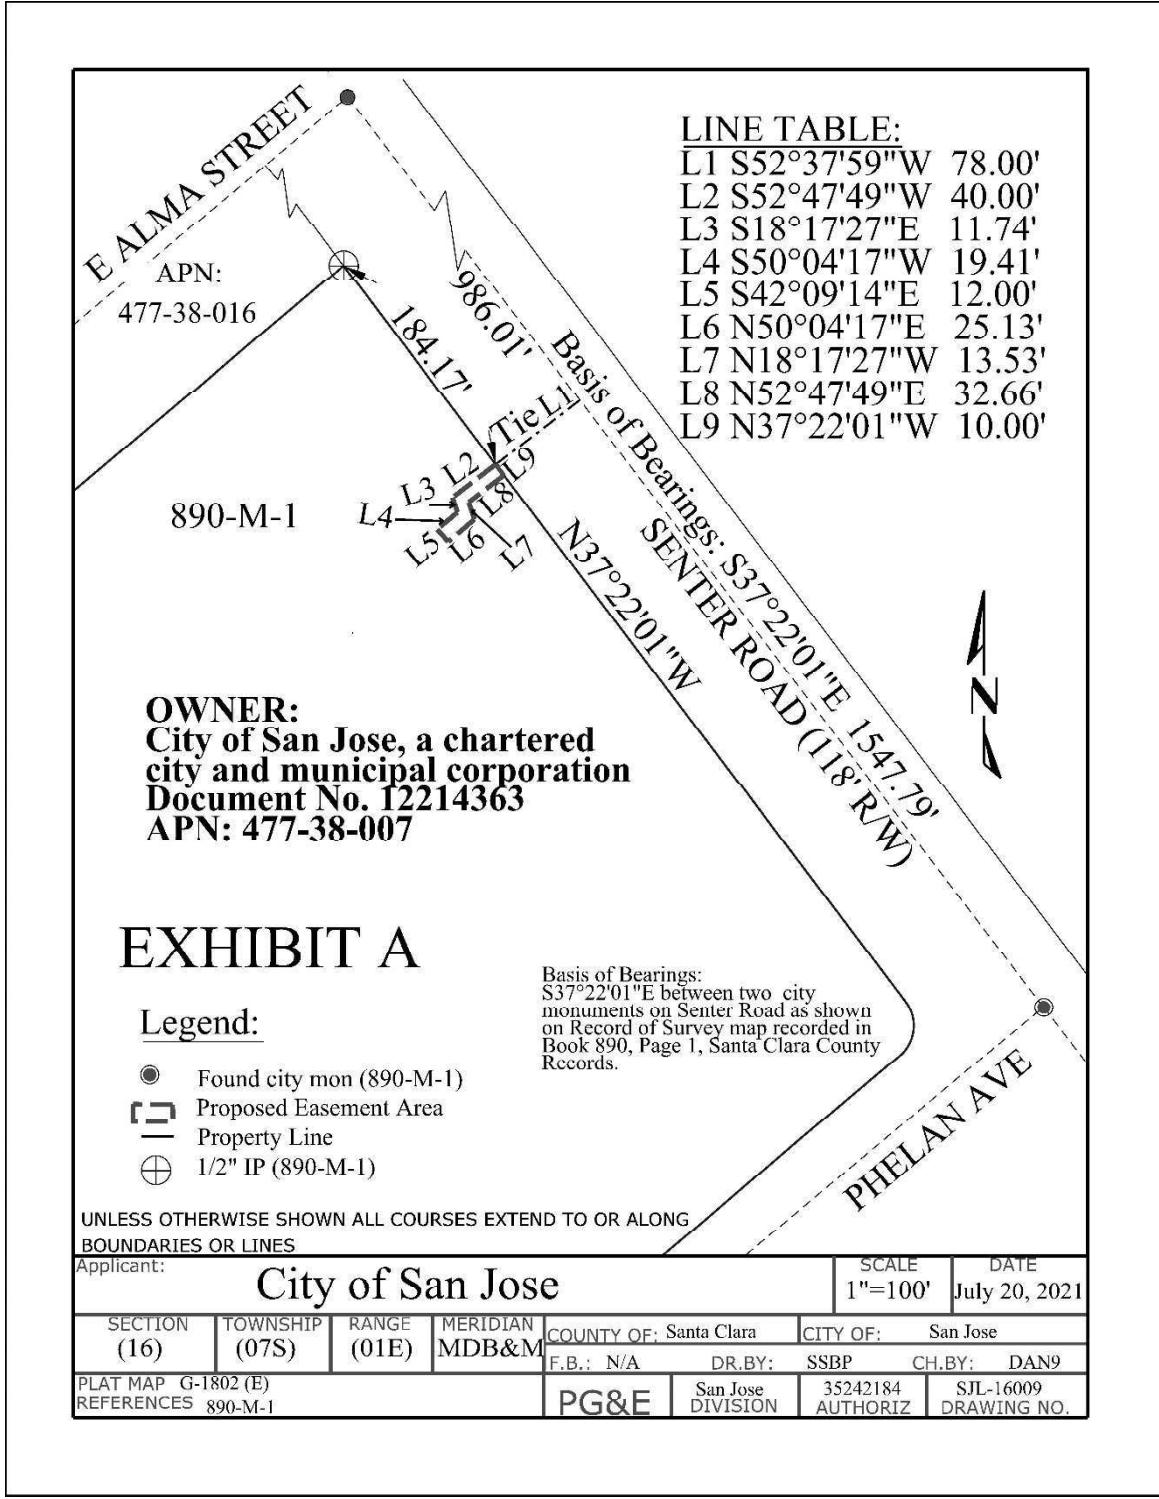 E ALMA STREET
LINE TABLE:
L1 S52°37'59"W 78.00'
L2 S52°47'49"W 40.00'
L3 S18°17'27"E 11.74'
L4 S50°04'17"W 19.41'
L5 S42°09'14"E 12.00'
L6 N50°04'17"E 25.13'
L7 N18°17'27"W 13.53'
L8 N52°47'49"E 32.66'
L9 N37°22'01"W 10.00'
APN:
477-38-016
184.17'
986.01'
Basis of Bearings: S37°22'01"E 1547.79'
SENTER ROAD (118' R/W)
Tie L1
L2
L9
L3
L8
L4
L5
L6
L7
890-M-1
N37°22'01"W
N
OWNER:
City of San Jose, a chartered
city and municipal corporation
Document No. 12214363
APN: 477-38-007
EXHIBIT A
Basis of Bearings:
S37°22'01"E between two city
monuments on Senter Road as shown
on Record of Survey map recorded in
Book 890, Page 1, Santa Clara County
Records.
Legend:
Found city mon (890-M-1)
Proposed Easement Area
Property Line
1/2" IP (890-M-1)
PHELAN AVE
UNLESS OTHERWISE SHOWN ALL COURSES EXTEND TO OR ALONG
BOUNDARIES OR LINES
Applicant:
City of San Jose
SCALE
1"=100'
DATE
July 20, 2021
SECTION
(16)
TOWNSHIP
(07S)
RANGE
(01E)
MERIDIAN
MDB&M
COUNTY OF: Santa Clara
CITY OF: San Jose
F.B.: N/A DR.BY: SSBP CH.BY: DAN9
PLAT MAP G-1802 (E)
REFERENCES 890-M-1
PG&E
San Jose
DIVISION
35242184
AUTHORIZ
SJL-16009
DRAWING NO.